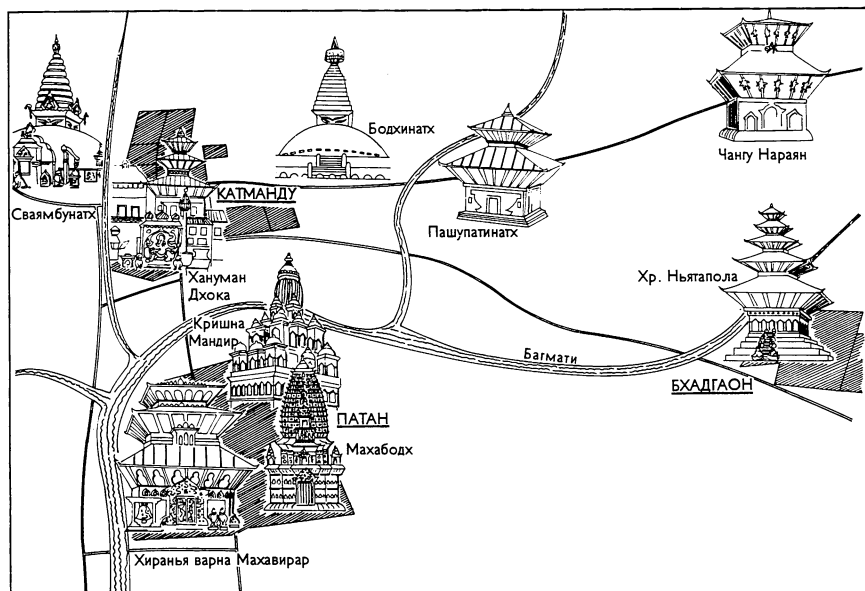 Бодхинатх
Чангу Нараян
КАТМАНДУ
Сваямбунатх
Пашупатинатх
Хануман
Дхока
Хр. Ньятапола
Кришна
Мандир
Багмати
БХАДГАОН
ПАТАН
Махабодх
Хиранья варна Махавирар